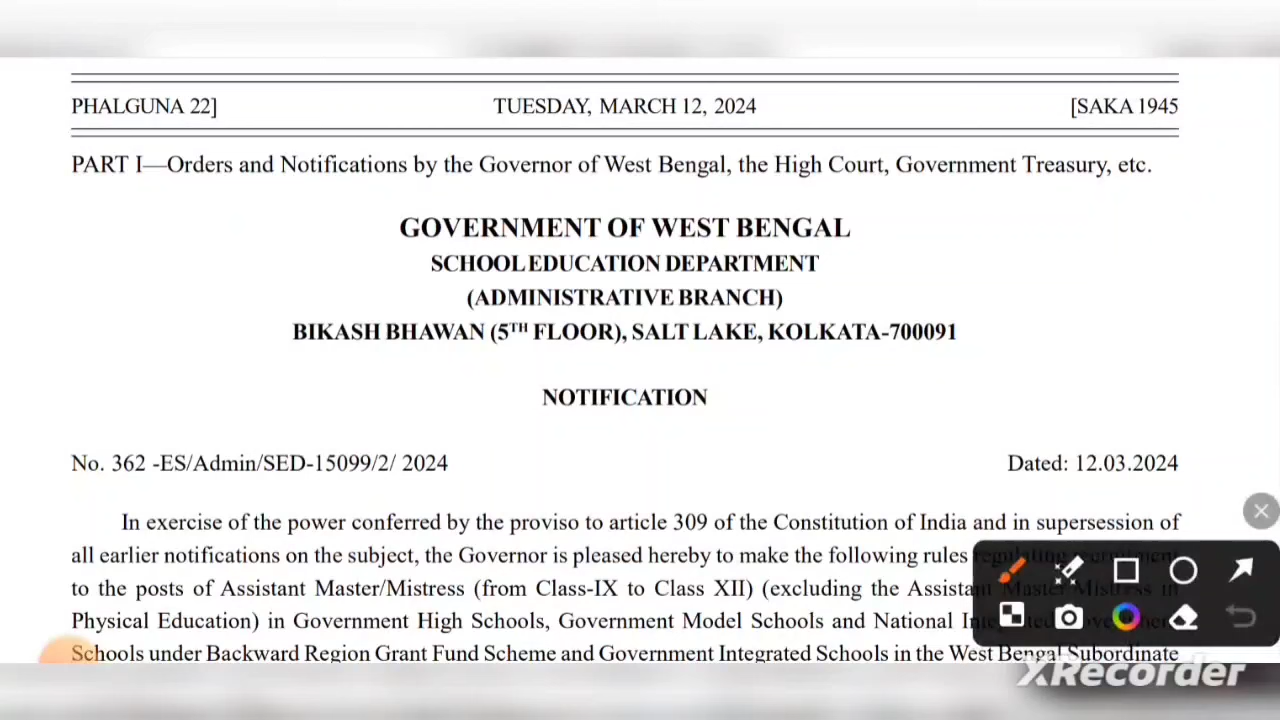 PHALGUNA 22] TUESDAY, MARCH 12, 2024 [SAKA 1945
PART I—Orders and Notifications by the Governor of West Bengal, the High Court, Government Treasury, etc.
GOVERNMENT OF WEST BENGAL
SCHOOL EDUCATION DEPARTMENT
(ADMINISTRATIVE BRANCH)
BIKASH BHAWAN (5TH FLOOR), SALT LAKE, KOLKATA-700091
NOTIFICATION
No. 362 -ES/Admin/SED-15099/2/ 2024 Dated: 12.03.2024
In exercise of the power conferred by the proviso to article 309 of the Constitution of India and in supersession of
all earlier notifications on the subject, the Governor is pleased hereby to make the following rules regulating recruitment
to the posts of Assistant Master/Mistress (from Class-IX to Class XII) (excluding the Assistant Master/Mistress in
Physical Education) in Government High Schools, Government Model Schools and National Integrated Government
Schools under Backward Region Grant Fund Scheme and Government Integrated Schools in the West Bengal Subordinate
XRecorder